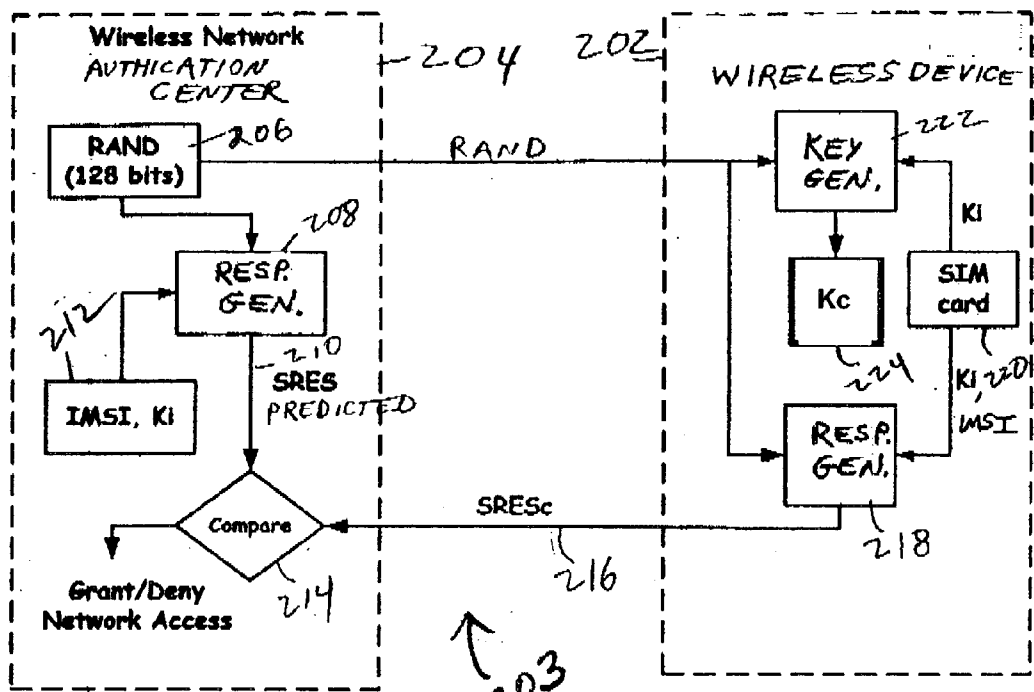 Wireless Network
AUTHICATION
CENTER
204
202
WIRELESS DEVICE
RAND
(128 bits)
206
RAND
KEY
GEN.
222
208
RESP.
GEN.
Ki
SIM
card
Kc
212
210
SRES
PREDICTED
224
Ki,
IMSI
220
IMSI, Ki
RESP.
GEN.
Compare
SRESc
214
216
218
Grant/Deny
Network Access
203